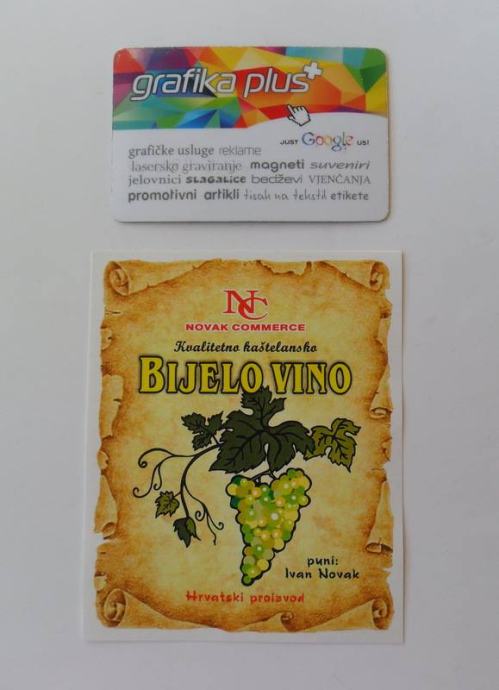 grafika plus+
JUST Google US!
grafičke usluge reklame
lasersko graviranje magneti suveniri
jelovnici SLAGALICE bedževi VJENČANJA
promotivni artikli tisak na tekstil etikete
NC
NOVAK COMMERCE
Kvalitetno kaštelansko
BIJELO VINO
puni:
Ivan Novak
Hrvatski proizvod